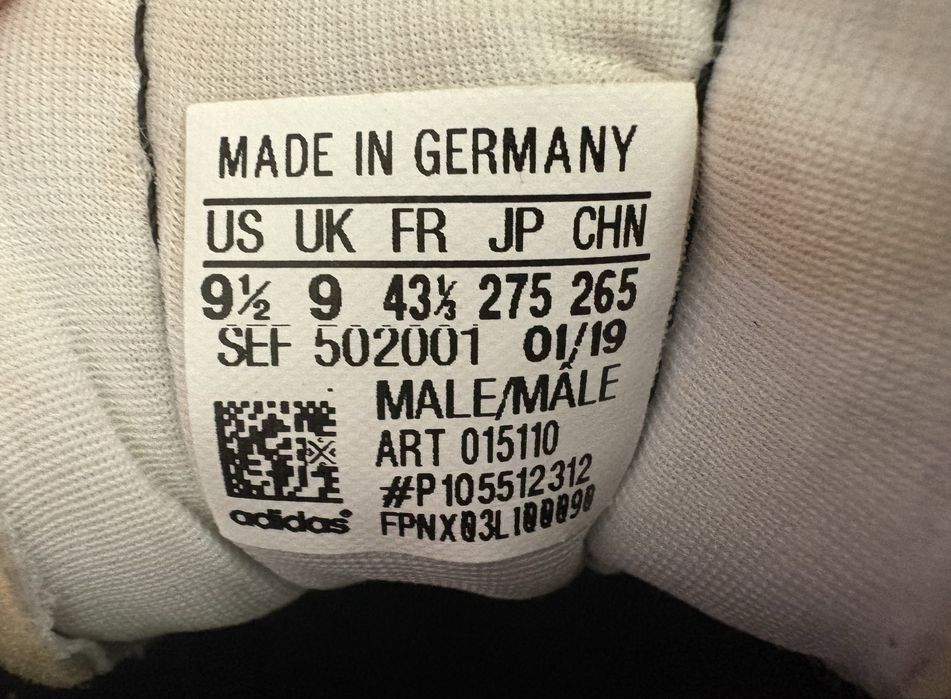 MADE IN GERMANY
US UK FR JP CHN
9½ 9 43⅓ 275 265
SEF 502001 01/19
MALE/MÂLE
ART 015110
#P105512312
FPNX03L100090
adidas®